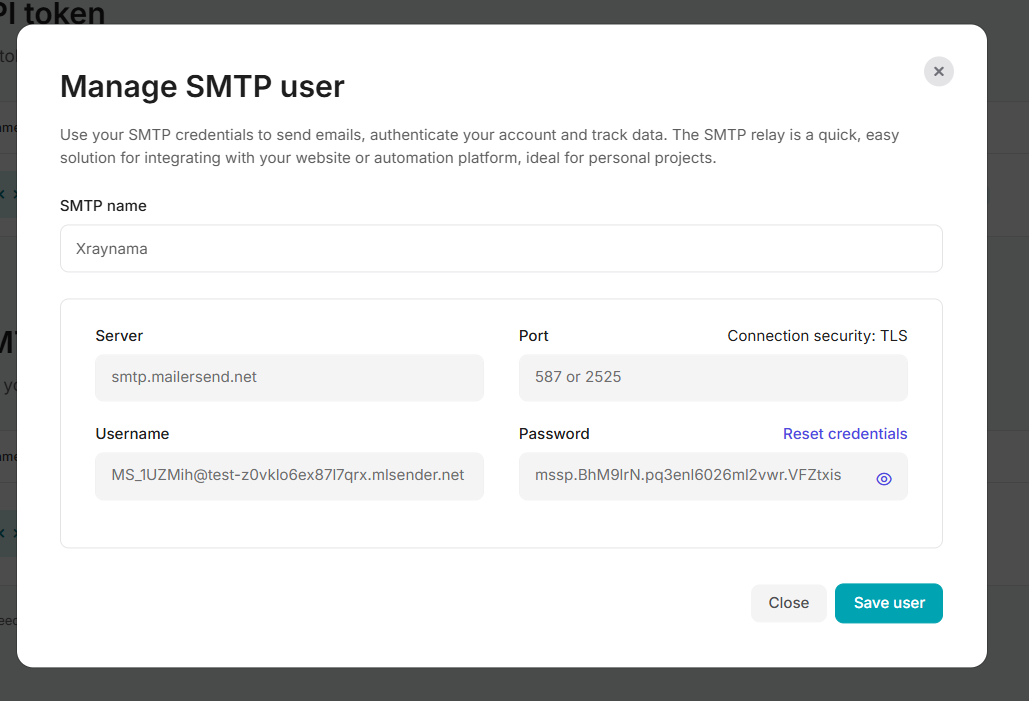 PI token
Manage SMTP user
Use your SMTP credentials to send emails, authenticate your account and track data. The SMTP relay is a quick, easy
solution for integrating with your website or automation platform, ideal for personal projects.
SMTP name
Xraynama
Server
smtp.mailersend.net
Port
Connection security: TLS
587 or 2525
Username
MS_1UZMih@test-z0vklo6ex87l7qrx.mlsender.net
Password
Reset credentials
mssp.BhM9lrN.pq3enl6026ml2vwr.VFZtxis
Close
Save user